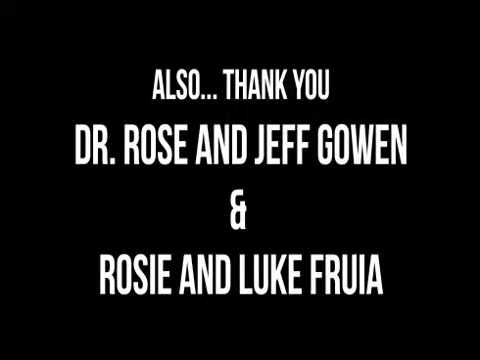 ALSO... THANK YOU
DR. ROSE AND JEFF GOWEN
&
ROSIE AND LUKE FRUIA